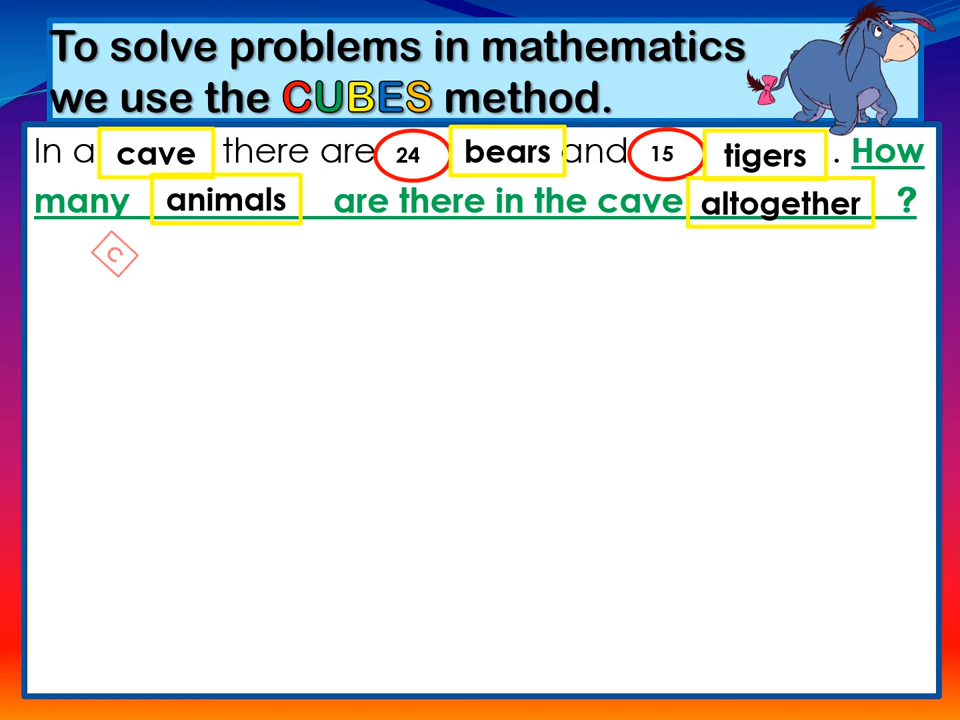 To solve problems in mathematics
we use the CUBES method.
In a cave there are 24 bears and 15 tigers . How
many animals are there in the cave altogether ?
C